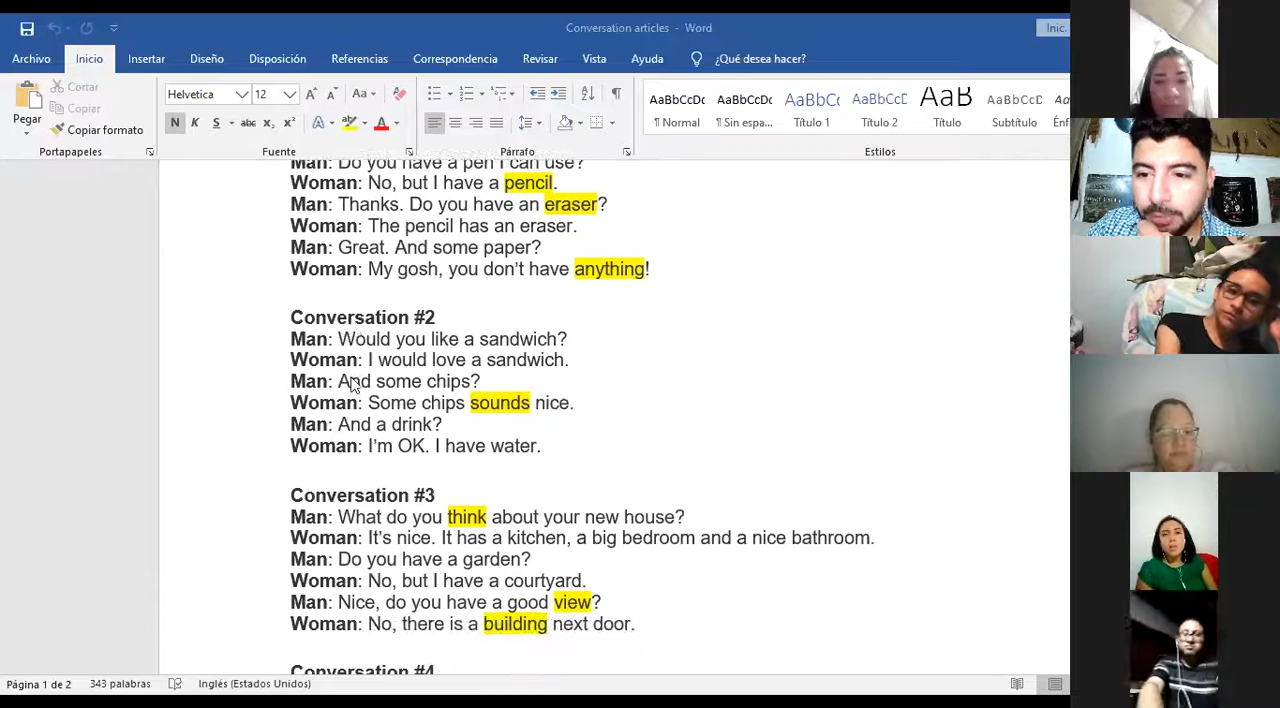 Conversation articles - Word
Inic.
Archivo Inicio Insertar Diseño Disposición Referencias Correspondencia Revisar Vista Ayuda ¿Qué desea hacer?
Pegar
Cortar
Copiar
Copiar formato
Helvetica 12 Aa
N K S abc x₂ x² A A
AaBbCcDc AaBbCcDc AaBbCc AaBbCcD AaB AaBbCcD
¶ Normal ¶ Sin espa... Título 1 Título 2 Título Subtítulo Énf
Portapapeles Fuente Párrafo Estilos
Man: Do you have a pen I can use?
Woman: No, but I have a pencil.
Man: Thanks. Do you have an eraser?
Woman: The pencil has an eraser.
Man: Great. And some paper?
Woman: My gosh, you don't have anything!
Conversation #2
Man: Would you like a sandwich?
Woman: I would love a sandwich.
Man: And some chips?
Woman: Some chips sounds nice.
Man: And a drink?
Woman: I'm OK. I have water.
Conversation #3
Man: What do you think about your new house?
Woman: It's nice. It has a kitchen, a big bedroom and a nice bathroom.
Man: Do you have a garden?
Woman: No, but I have a courtyard.
Man: Nice, do you have a good view?
Woman: No, there is a building next door.
Conversation #4
Página 1 de 2 343 palabras Inglés (Estados Unidos)